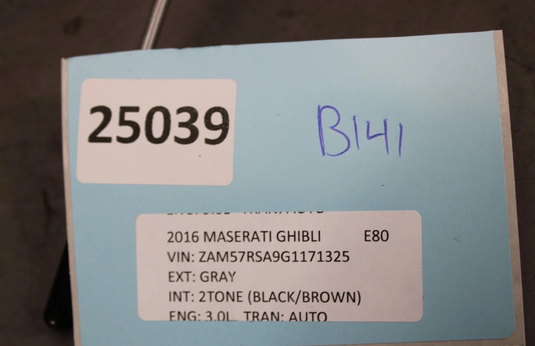 25039
B141
2016 MASERATI GHIBLI E80
VIN: ZAM57RSA9G1171325
EXT: GRAY
INT: 2TONE (BLACK/BROWN)
ENG: 3.0L TRAN: AUTO